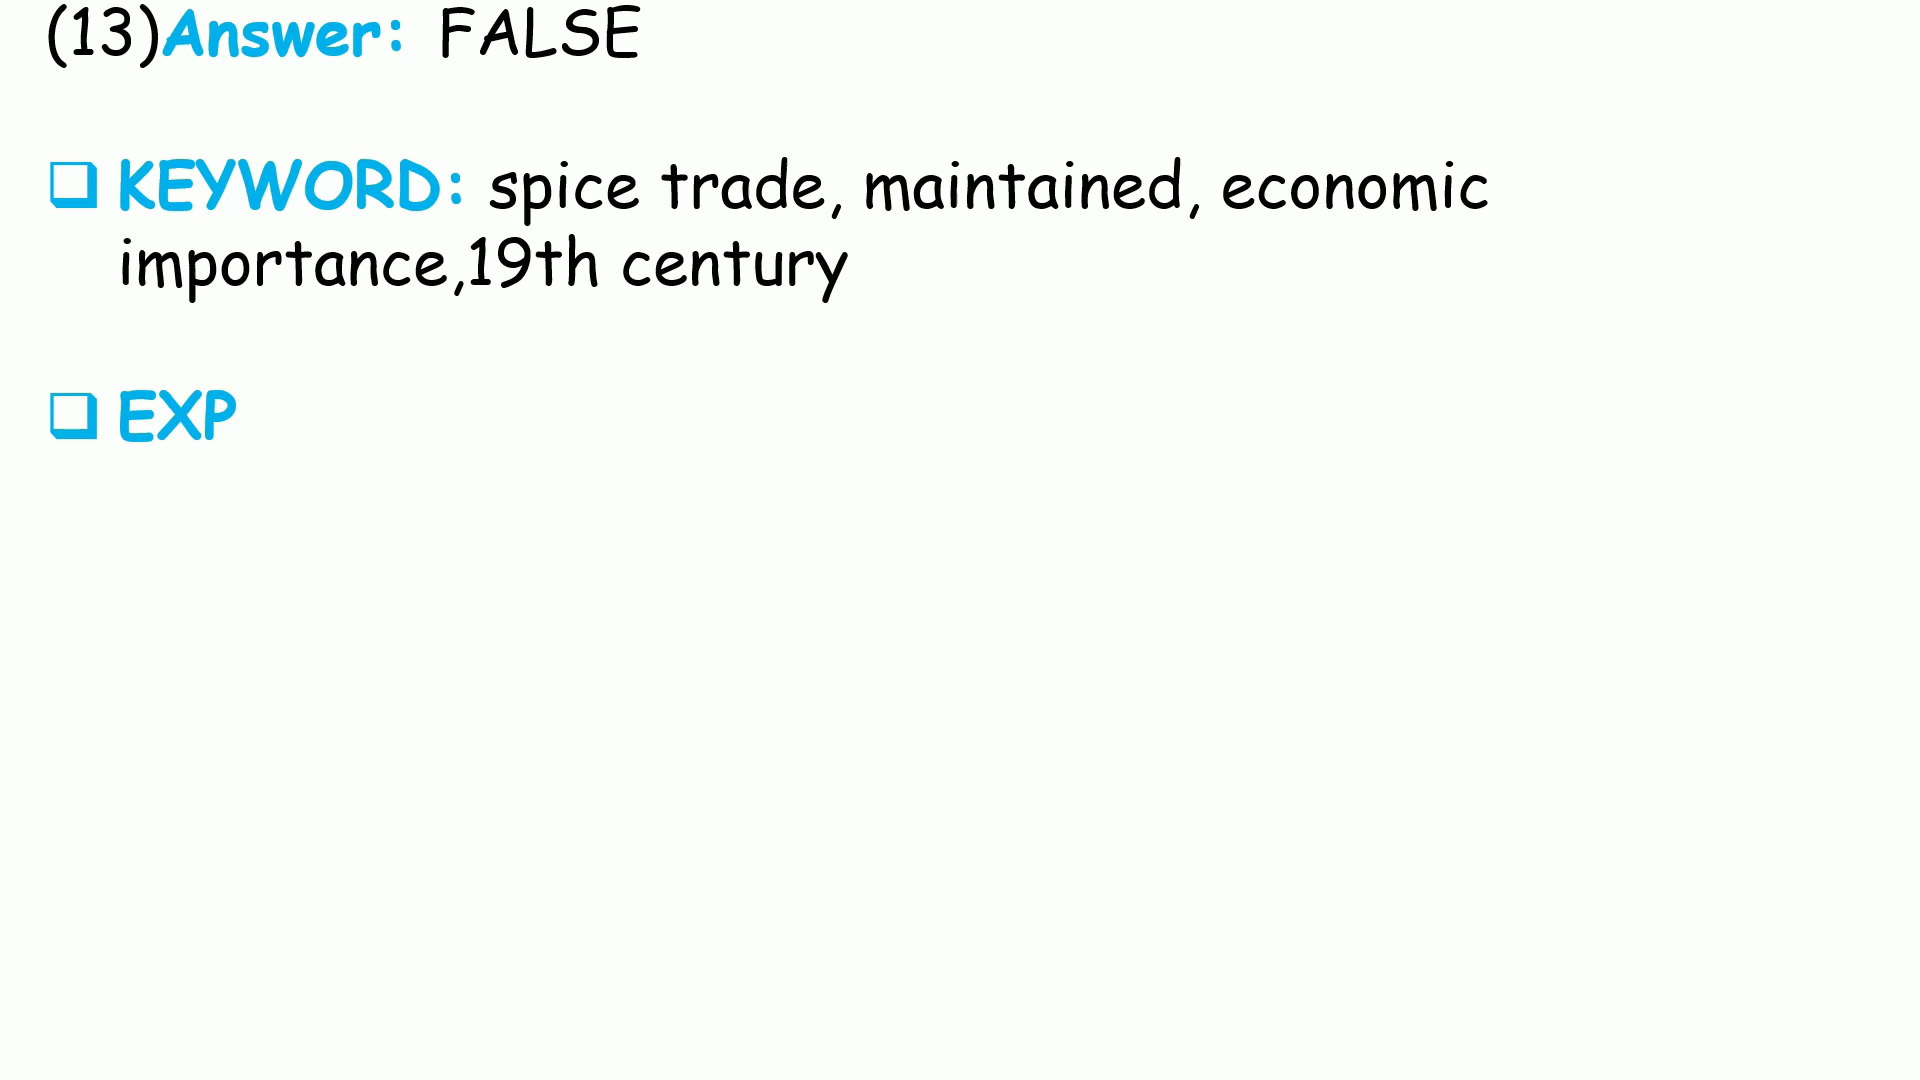 (13)Answer: FALSE
KEYWORD: spice trade, maintained, economic
importance,19th century
EXP